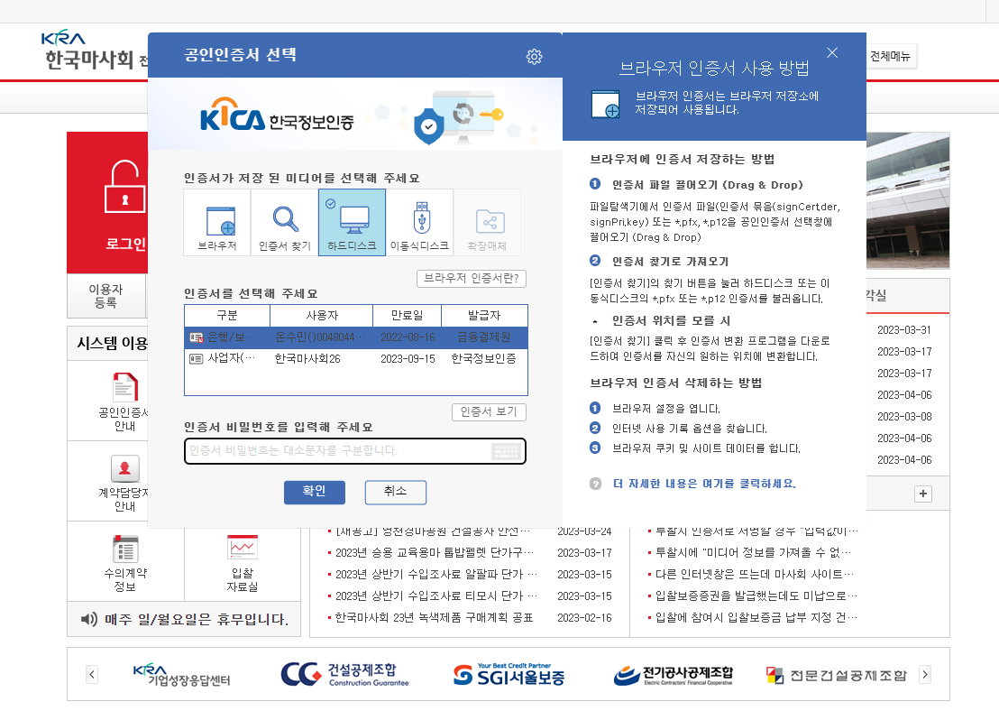 KRA
한국마사회 전
전체메뉴
공인인증서 선택
KICA 한국정보인증
인증서가 저장 된 미디어를 선택해 주세요
브라우저
인증서 찾기
하드디스크
이동식디스크
확장매체
브라우저 인증서란?
인증서를 선택해 주세요
구분 사용자 만료일 발급자
은행/보··· 온수민()0048044··· 2022-08-16 금융결제원
사업자(··· 한국마사회26 2023-09-15 한국정보인증
인증서 보기
인증서 비밀번호를 입력해 주세요
인증서 비밀번호는 대소문자를 구분합니다.
확인
취소
브라우저 인증서 사용 방법
브라우저 인증서는 브라우저 저장소에
저장되어 사용됩니다.
브라우저에 인증서 저장하는 방법
1 인증서 파일 끌어오기 (Drag & Drop)
파일탐색기에서 인증서 파일(인증서 묶음(signCert.der,
signPri.key) 또는 *.pfx, *.p12을 공인인증서 선택창에
끌어오기 (Drag & Drop)
2 인증서 찾기로 가져오기
[인증서 찾기]의 찾기 버튼을 눌러 하드디스크 또는 이
동식디스크의 *.pfx 또는 *.p12 인증서를 불러옵니다.
· 인증서 위치를 모를 시
[인증서 찾기] 클릭 후 인증서 변환 프로그램을 다운로
드하여 인증서를 자신의 원하는 위치에 변환합니다.
브라우저 인증서 삭제하는 방법
1 브라우저 설정을 엽니다.
2 인터넷 사용 기록 옵션을 찾습니다.
3 브라우저 쿠키 및 사이트 데이터를 합니다.
? 더 자세한 내용은 여기를 클릭하세요.
로그인
이용자
등록
시스템 이용
공인인증서
안내
계약담당자
안내
수의계약
정보
입찰
자료실
매주 일/월요일은 휴무입니다.
각실
2023-03-31
2023-03-17
2023-03-17
2023-04-06
2023-03-08
2023-04-06
2023-04-06
+
[재공고] 영천경마공원 건설공사 안전··· 2023-03-24
2023년 승용 교육용마 톱밥펠렛 단가구··· 2023-03-17
2023년 상반기 수입조사료 알팔파 단가 ··· 2023-03-15
2023년 상반기 수입조사료 티모시 단가 ··· 2023-03-15
한국마사회 23년 녹색제품 구매계획 공표 2023-02-16
투찰시 인증서로 서명할 경우 "입력값이···
투찰시에 "미디어 정보를 가져올 수 없···
다른 인터넷창은 뜨는데 마사회 사이트···
입찰보증증권을 발급했는데도 미납으로···
입찰에 참여시 입찰보증금 납부 지정 건···
KRA 기업성장응답센터
CG 건설공제조합 Construction Guarantee
Your Best Credit Partner
SGI서울보증
전기공사공제조합
Electric Contractors' Financial Cooperative
전문건설공제조합